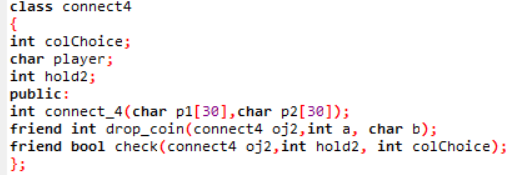 class connect4
{
int colChoice;
char player;
int hold2;
public:
int connect_4(char p1[30],char p2[30]);
friend int drop_coin(connect4 oj2,int a, char b);
friend bool check(connect4 oj2,int hold2, int colChoice);
};